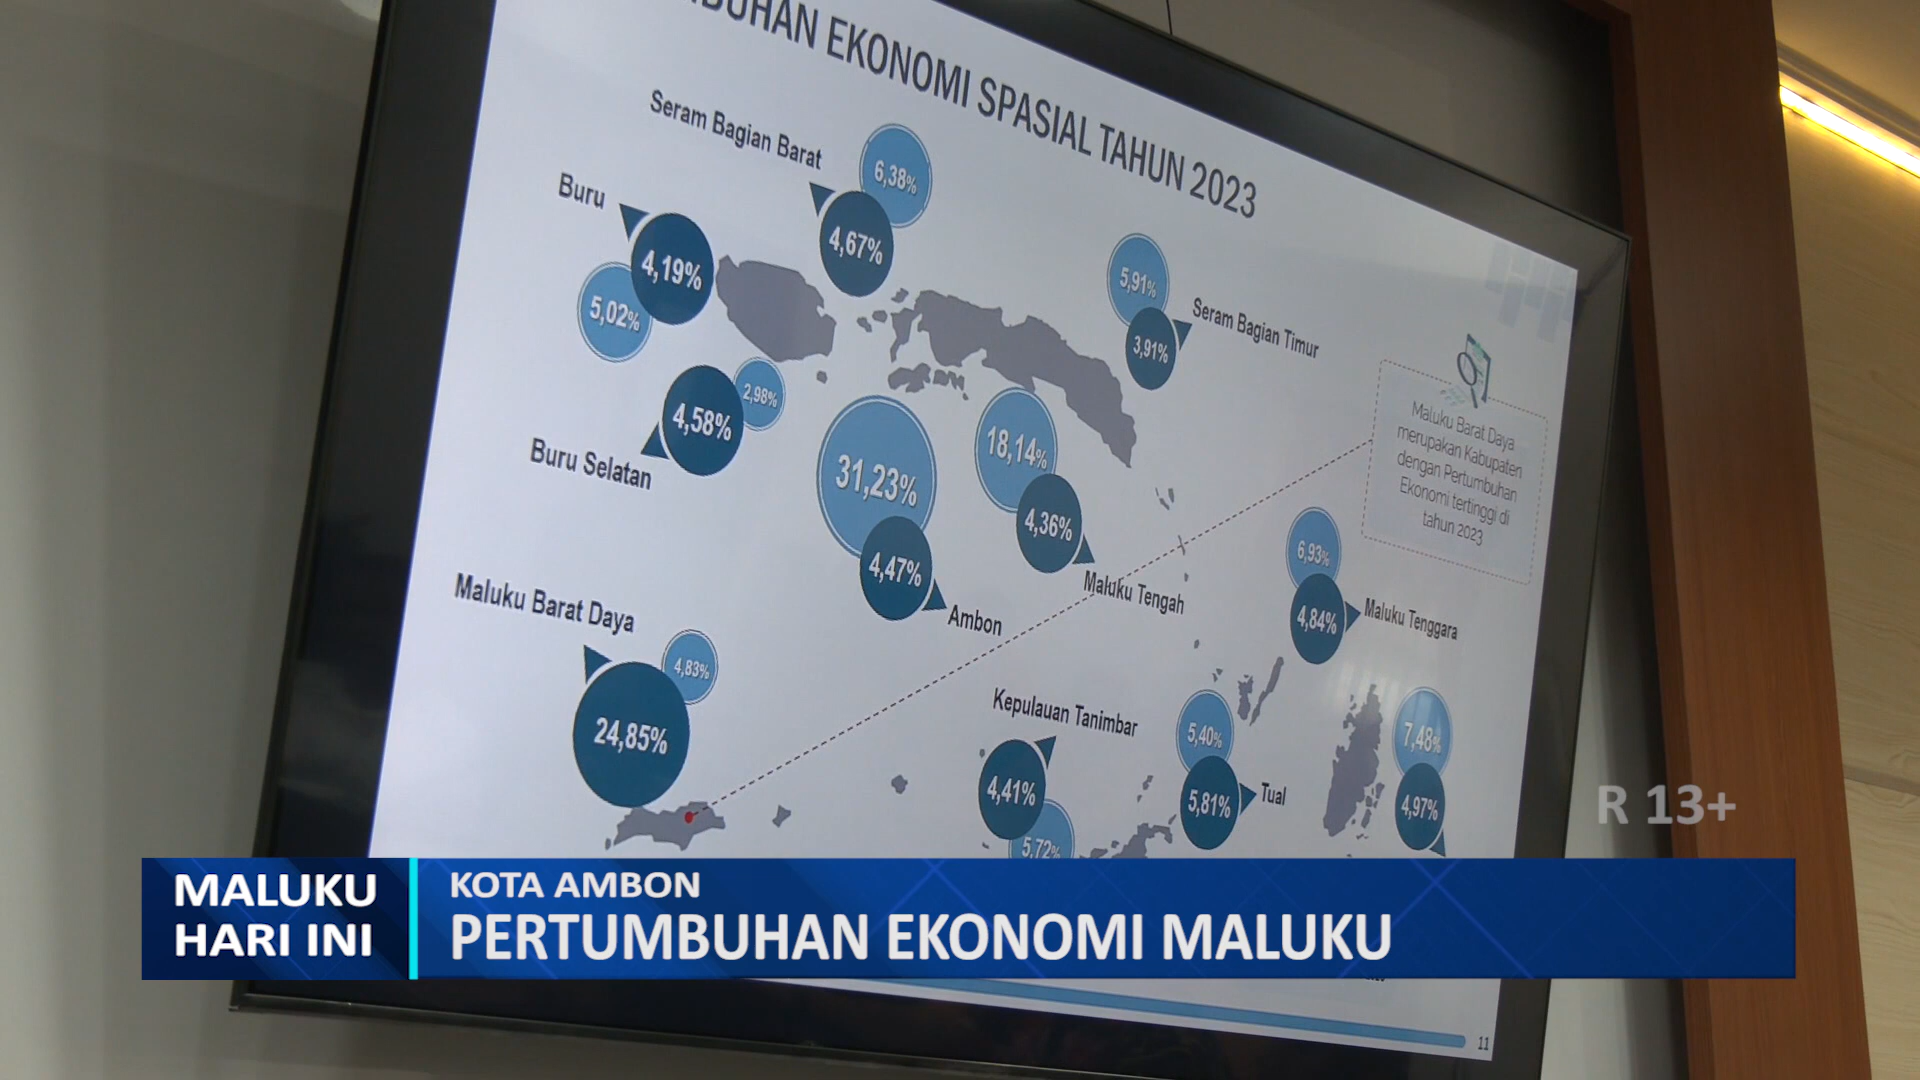 EKONOMI SPASIAL TAHUN 2023
Seram Bagian Barat
6,38%
4,67%
Buru
4,19%
5,02%
5,91%
3,91%
Seram Bagian Timur
2,98%
4,58%
Buru Selatan
31,23%
4,47%
Ambon
18,14%
4,36%
Maluku Tengah
Maluku Barat Daya
merupakan Kabupaten
dengan Pertumbuhan
Ekonomi tertinggi di
tahun 2023
6,93%
4,84%
Maluku Tenggara
Maluku Barat Daya
4,83%
24,85%
Kepulauan Tanimbar
4,41%
5,72%
5,40%
5,81%
Tual
7,48%
4,97%
R 13+
MALUKU
HARI INI
KOTA AMBON
PERTUMBUHAN EKONOMI MALUKU
11